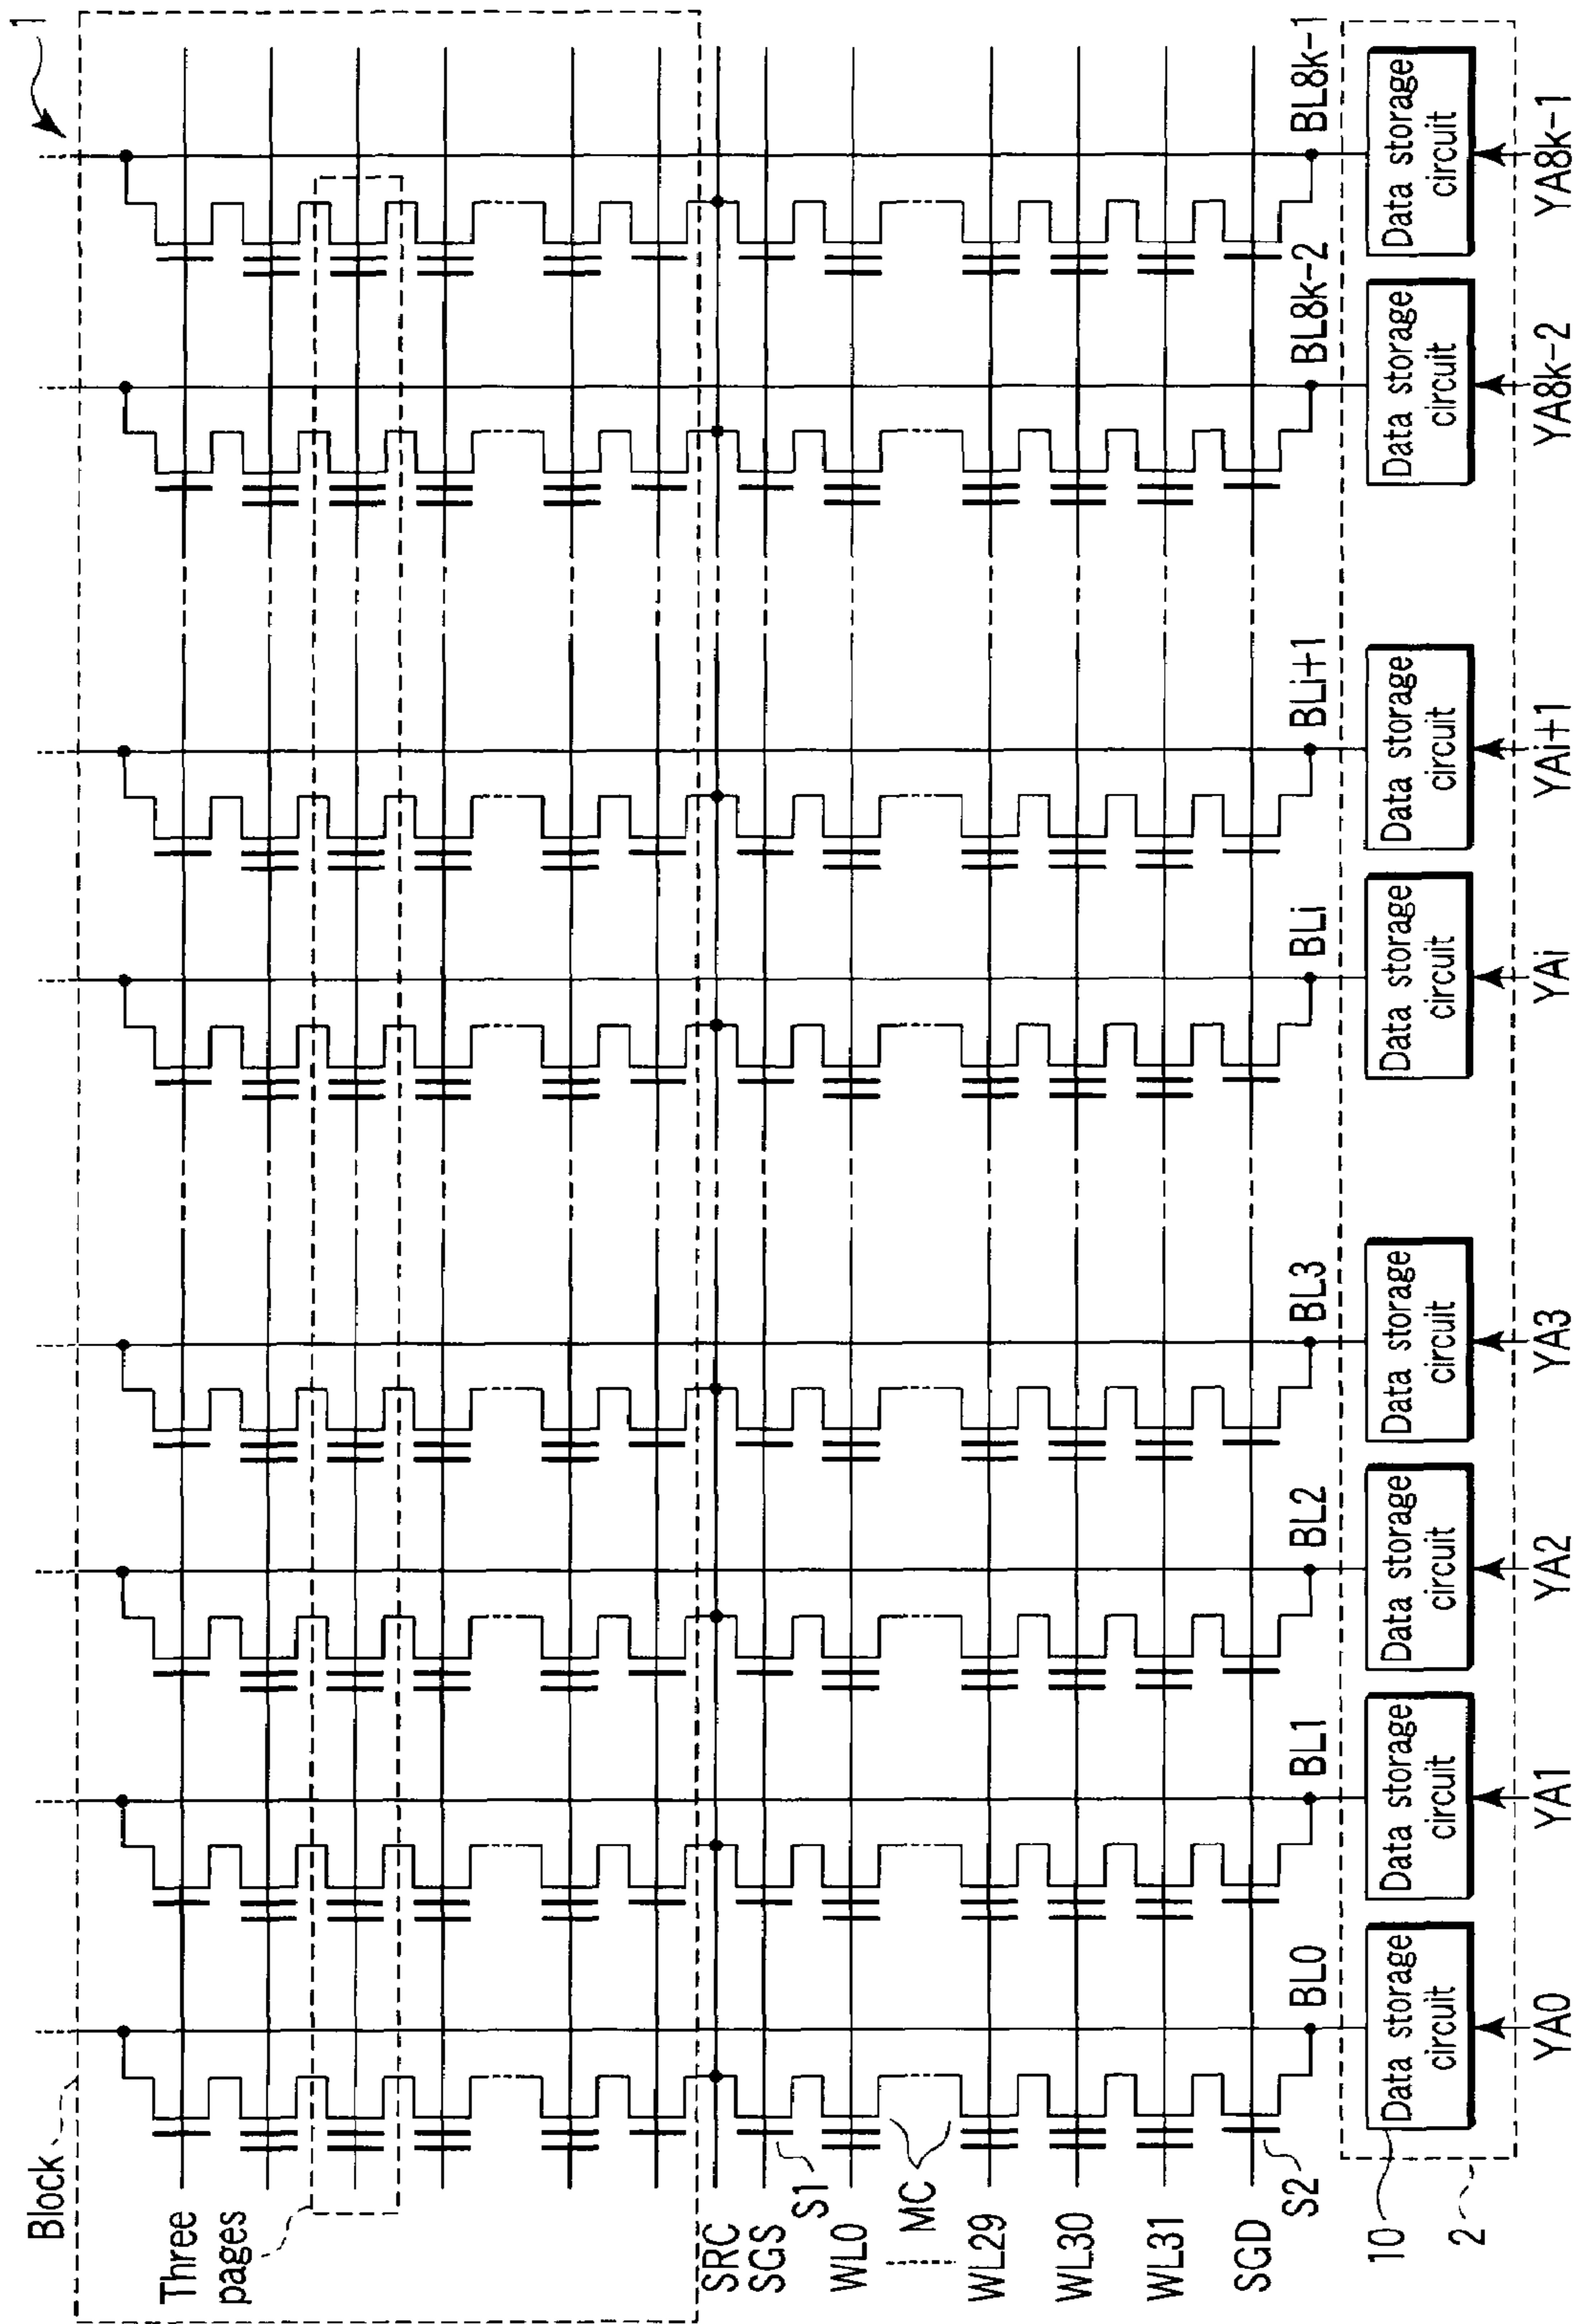 1
Block
Three
pages
SRC
SGS
S1
WL0
MC
WL29
WL30
WL31
SGD
S2
BL0
BL1
BL2
BL3
BLi
BLi+1
BL8k-2
BL8k-1
10
2
Data storage
circuit
Data storage
circuit
Data storage
circuit
Data storage
circuit
Data storage
circuit
Data storage
circuit
Data storage
circuit
Data storage
circuit
YA0
YA1
YA2
YA3
YAi
YAi+1
YA8k-2
YA8k-1